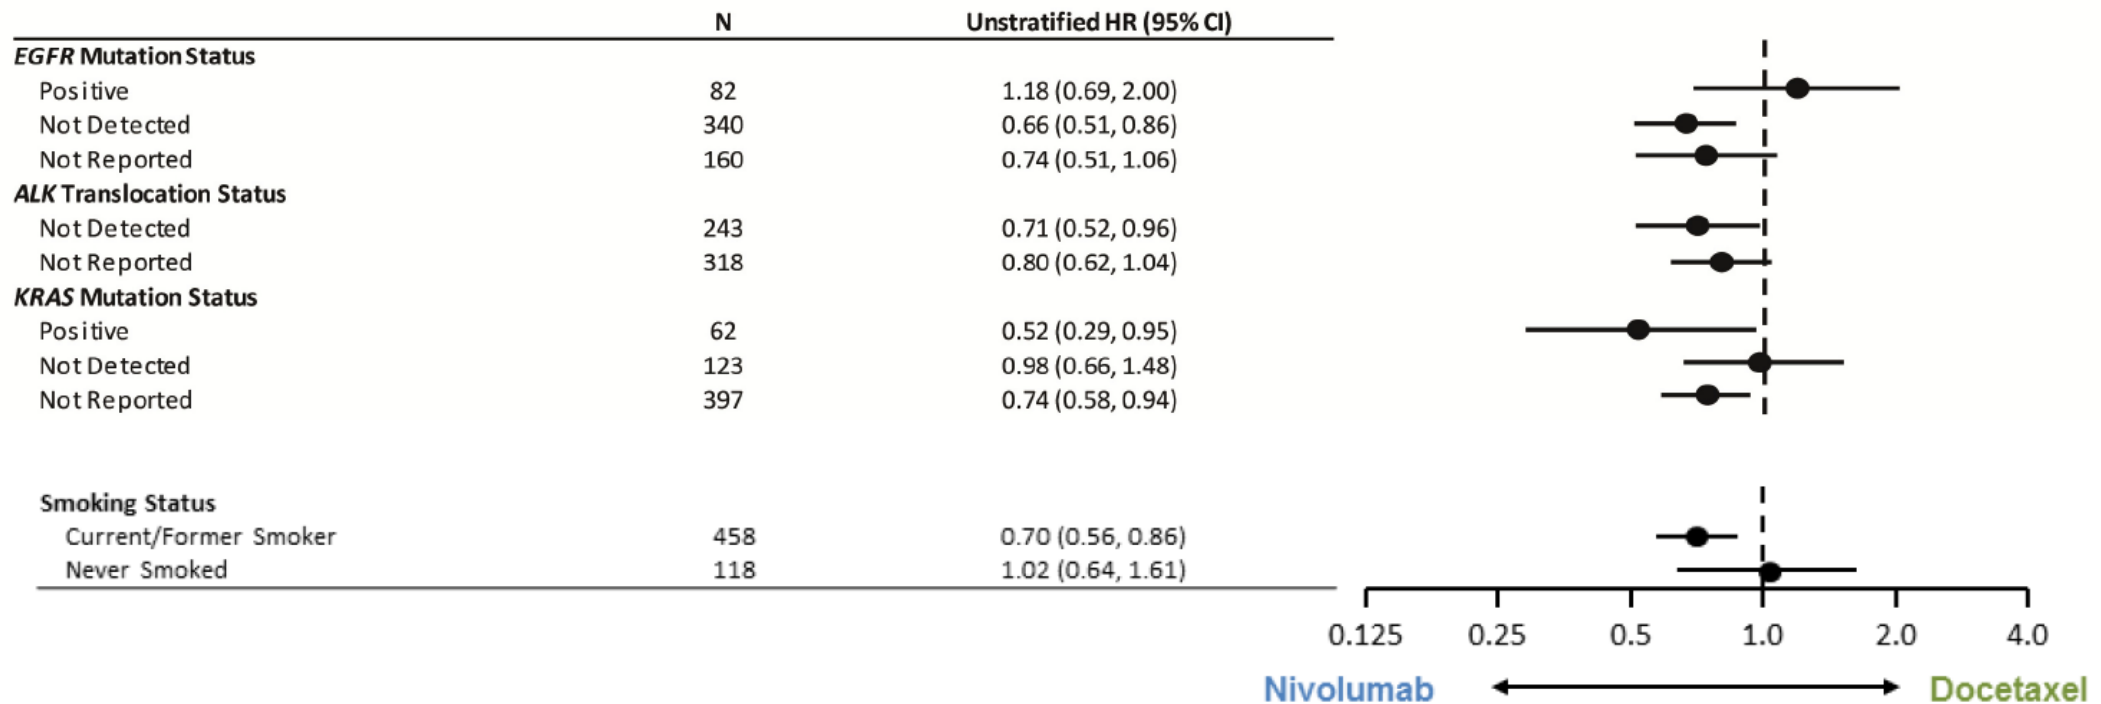 N Unstratified HR (95% CI)
EGFR Mutation Status
Positive 82 1.18 (0.69, 2.00)
Not Detected 340 0.66 (0.51, 0.86)
Not Reported 160 0.74 (0.51, 1.06)
ALK Translocation Status
Not Detected 243 0.71 (0.52, 0.96)
Not Reported 318 0.80 (0.62, 1.04)
KRAS Mutation Status
Positive 62 0.52 (0.29, 0.95)
Not Detected 123 0.98 (0.66, 1.48)
Not Reported 397 0.74 (0.58, 0.94)
Smoking Status
Current/Former Smoker 458 0.70 (0.56, 0.86)
Never Smoked 118 1.02 (0.64, 1.61)
0.125 0.25 0.5 1.0 2.0 4.0
Nivolumab Docetaxel